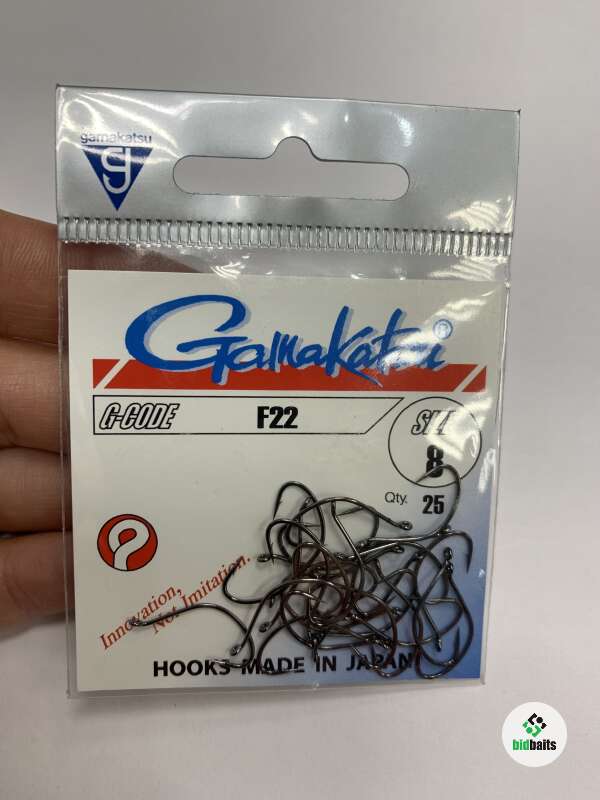 gamakatsu
Gamakatsu®
G-CODE
F22
SIZE
8
Qty. 25
Innovation,
Not Imitation.
HOOKS MADE IN JAPAN
bidbaits